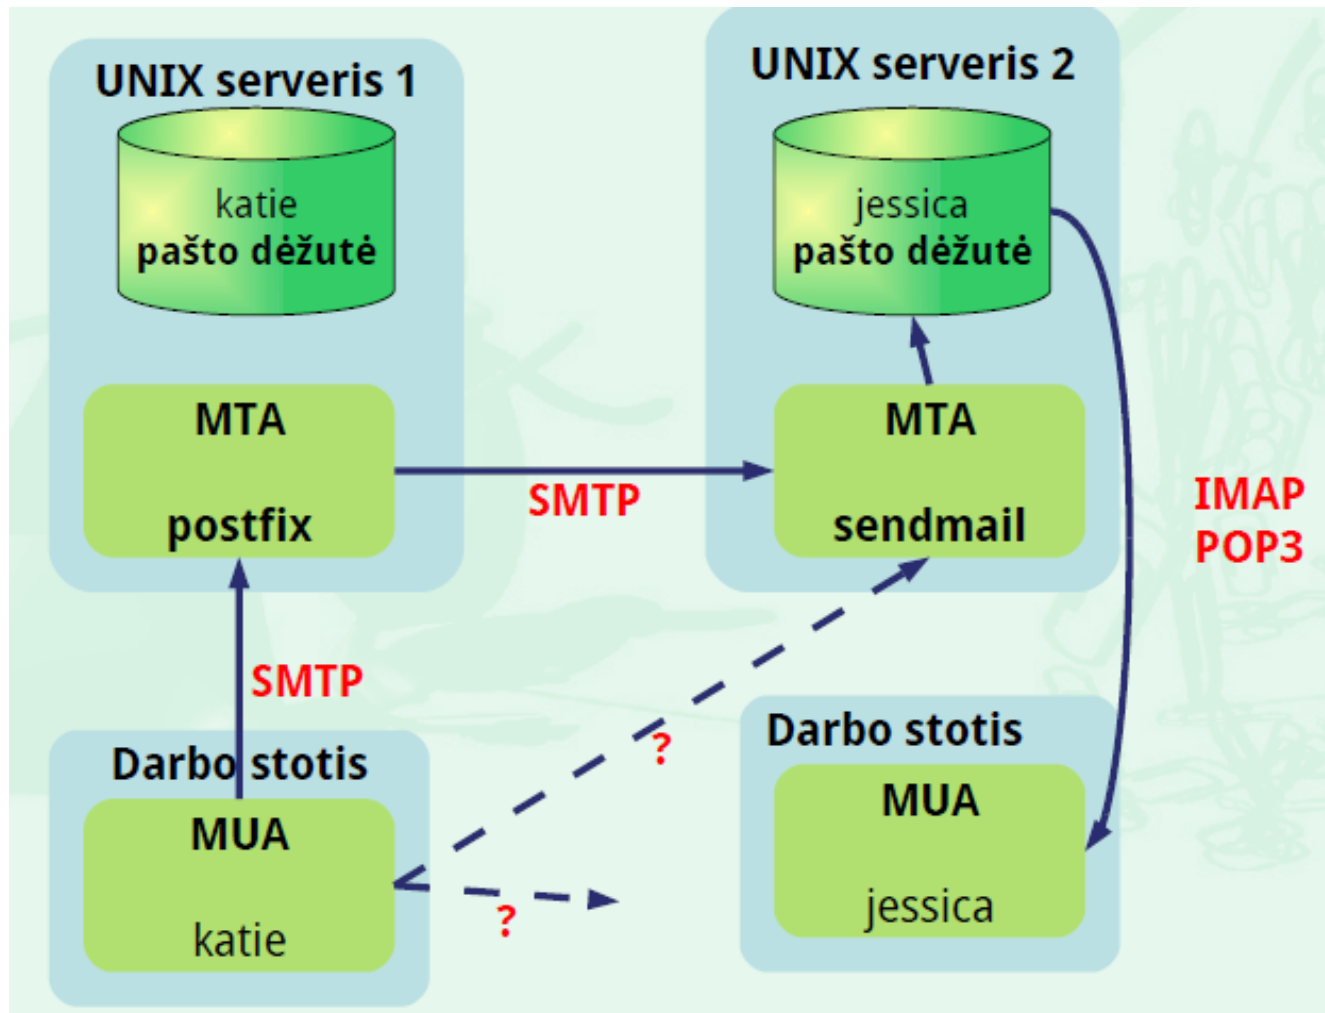 UNIX serveris 1
katie
pašto dėžutė
MTA
postfix
SMTP
UNIX serveris 2
jessica
pašto dėžutė
MTA
sendmail
IMAP
POP3
SMTP
Darbo stotis
MUA
katie
?
?
Darbo stotis
MUA
jessica